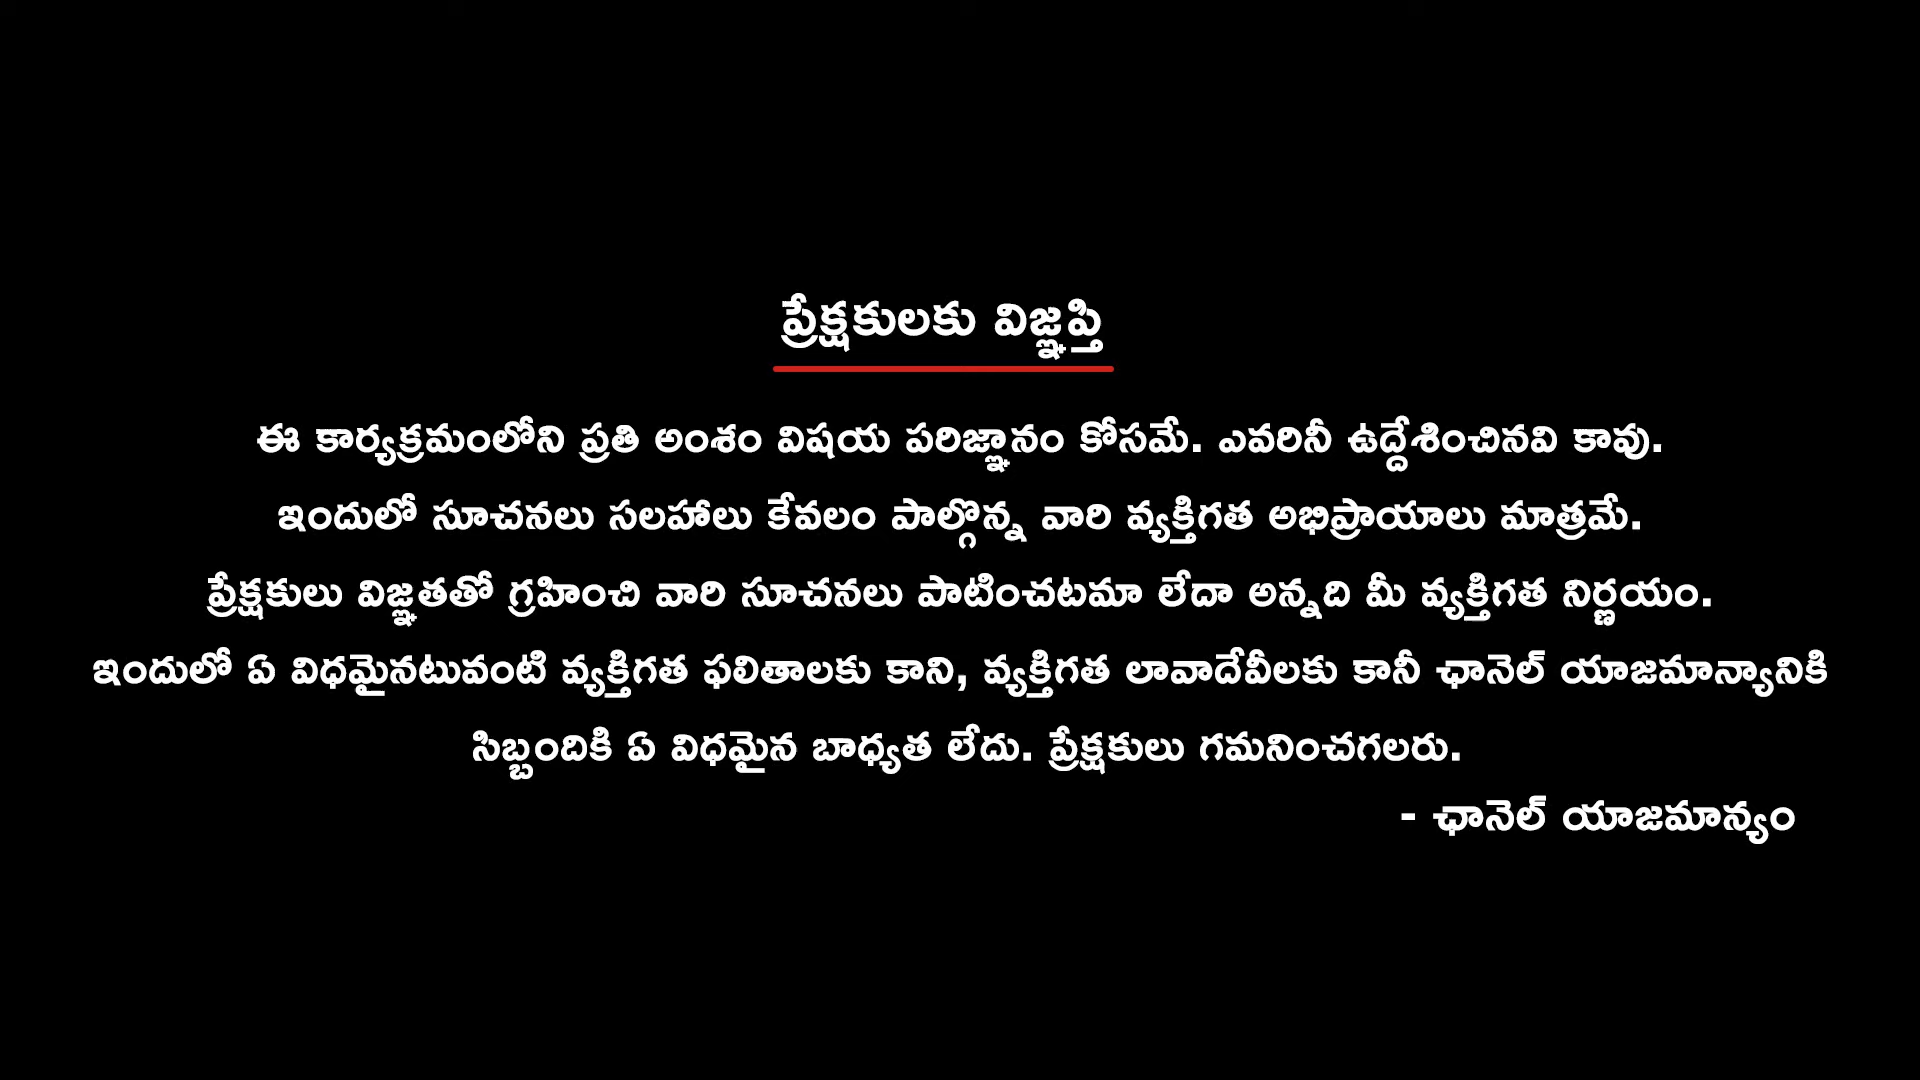 ప్రేక్షకులకు విజ్ఞప్తి
ఈ కార్యక్రమంలోని ప్రతి అంశం విషయ పరిజ్ఞానం కోసమే. ఎవరినీ ఉద్దేశించినవి కావు.
ఇందులో సూచనలు సలహాలు కేవలం పాల్గొన్న వారి వ్యక్తిగత అభిప్రాయాలు మాత్రమే.
ప్రేక్షకులు విజ్ఞతతో గ్రహించి వారి సూచనలు పాటించటమా లేదా అన్నది మీ వ్యక్తిగత నిర్ణయం.
ఇందులో ఏ విధమైనటువంటి వ్యక్తిగత ఫలితాలకు కాని, వ్యక్తిగత లావాదేవీలకు కానీ ఛానెల్ యాజమాన్యానికి
సిబ్బందికి ఏ విధమైన బాధ్యత లేదు. ప్రేక్షకులు గమనించగలరు.
- ఛానెల్ యాజమాన్యం